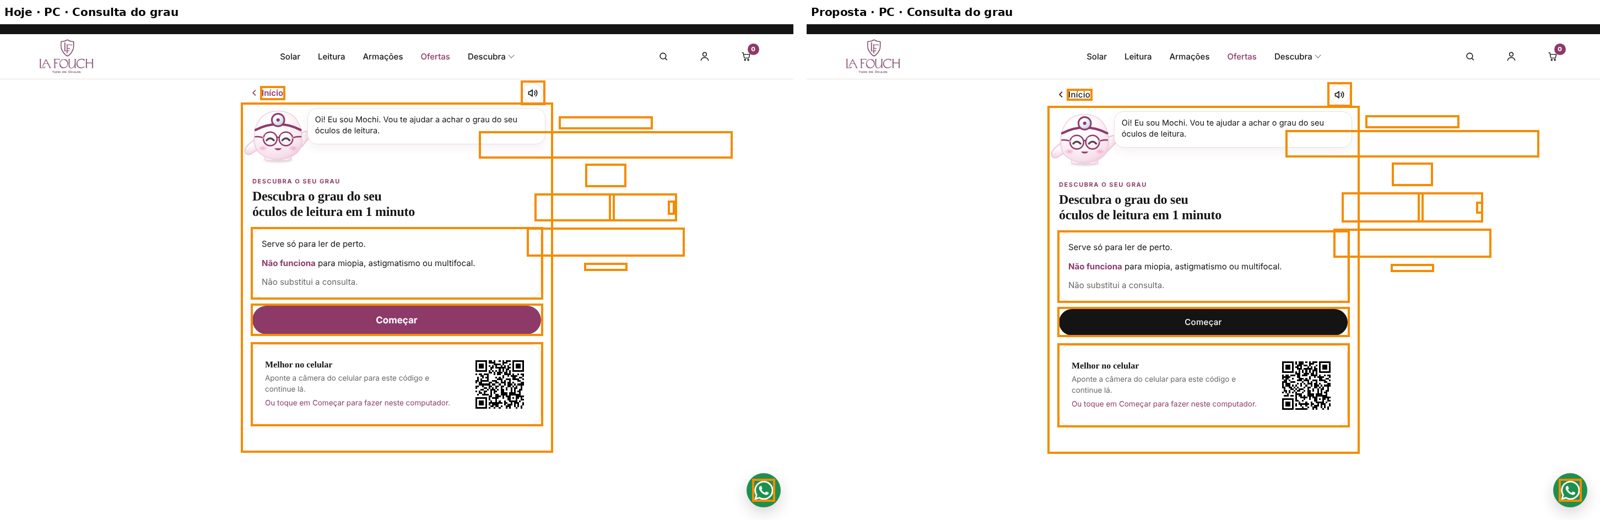 Hoje · PC · Consulta do grau
LA FOUCH
Solar Leitura Armações Ofertas Descubra
0
Início
Oi! Eu sou Mochi. Vou te ajudar a achar o grau do seu
óculos de leitura.
DESCUBRA O SEU GRAU
Descubra o grau do seu
óculos de leitura em 1 minuto
Serve só para ler de perto.
Não funciona para miopia, astigmatismo ou multifocal.
Não substitui a consulta.
Começar
Melhor no celular
Aponte a câmera do celular para este código e
continue lá.
Ou toque em Começar para fazer neste computador.
Proposta · PC · Consulta do grau
LA FOUCH
Solar Leitura Armações Ofertas Descubra
0
Início
Oi! Eu sou Mochi. Vou te ajudar a achar o grau do seu
óculos de leitura.
DESCUBRA O SEU GRAU
Descubra o grau do seu
óculos de leitura em 1 minuto
Serve só para ler de perto.
Não funciona para miopia, astigmatismo ou multifocal.
Não substitui a consulta.
Começar
Melhor no celular
Aponte a câmera do celular para este código e
continue lá.
Ou toque em Começar para fazer neste computador.